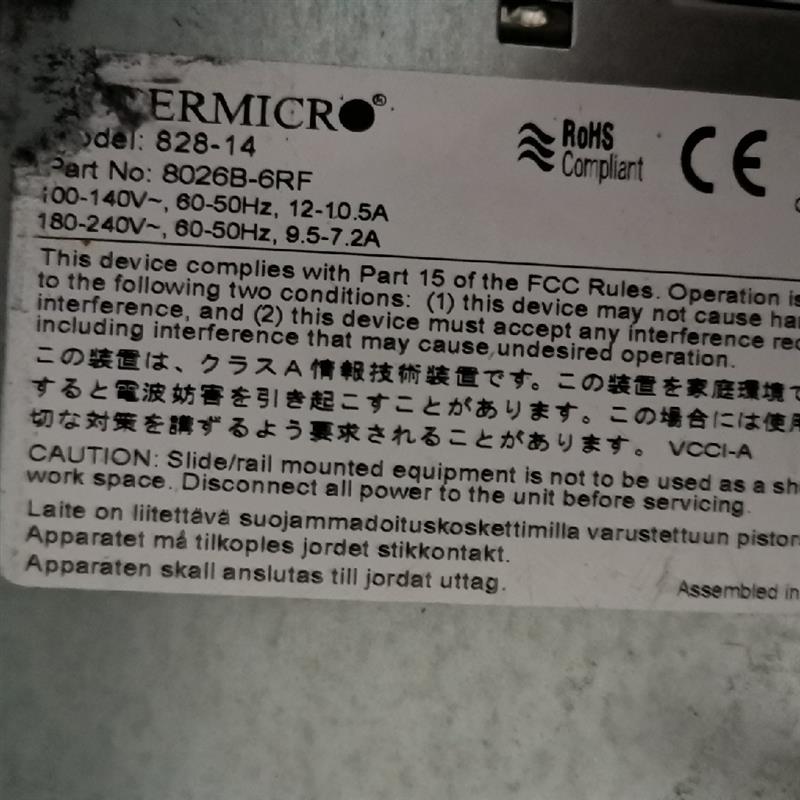 ERMICRO®
Model: 828-14
Part No: 8026B-6RF
100-140V~, 60-50Hz, 12-10.5A
180-240V~, 60-50Hz, 9.5-7.2A
RoHS
Compliant
CE
This device complies with Part 15 of the FCC Rules. Operation is
to the following two conditions: (1) this device may not cause ha
interference, and (2) this device must accept any interference rec
including interference that may cause undesired operation.
この装置は、クラスA情報技術装置です。この装置を家庭環境で
すると電波妨害を引き起こすことがあります。この場合には使用
切な対策を講ずるよう要求されることがあります。 VCCI-A
CAUTION: Slide/rail mounted equipment is not to be used as a sh
work space. Disconnect all power to the unit before servicing.
Laite on liitettävä suojammadoituskoskettimilla varustettuun pistor
Apparatet må tilkoples jordet stikkontakt.
Apparaten skall anslutas till jordat uttag.
Assembled in